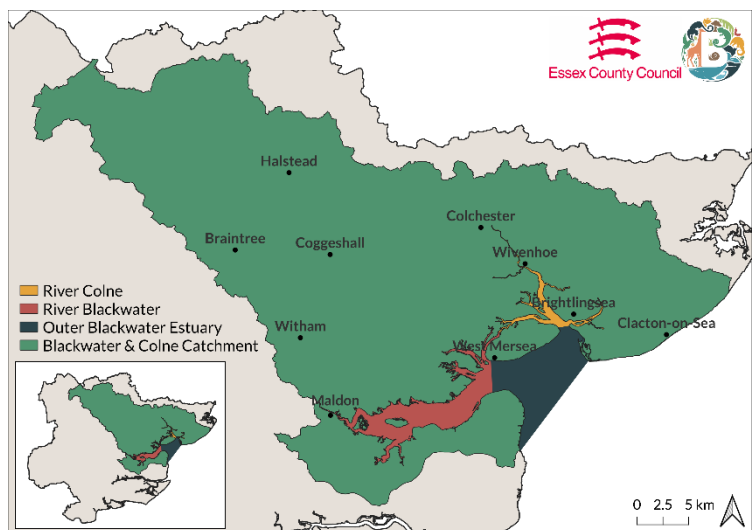 Essex County Council
Halstead
Colchester
Braintree
Coggeshall
Wivenhoe
River Colne
River Blackwater
Outer Blackwater Estuary
Blackwater & Colne Catchment
Brightlingsea
Clacton-on-Sea
Witham
West Mersea
Maldon
0 2.5 5 km